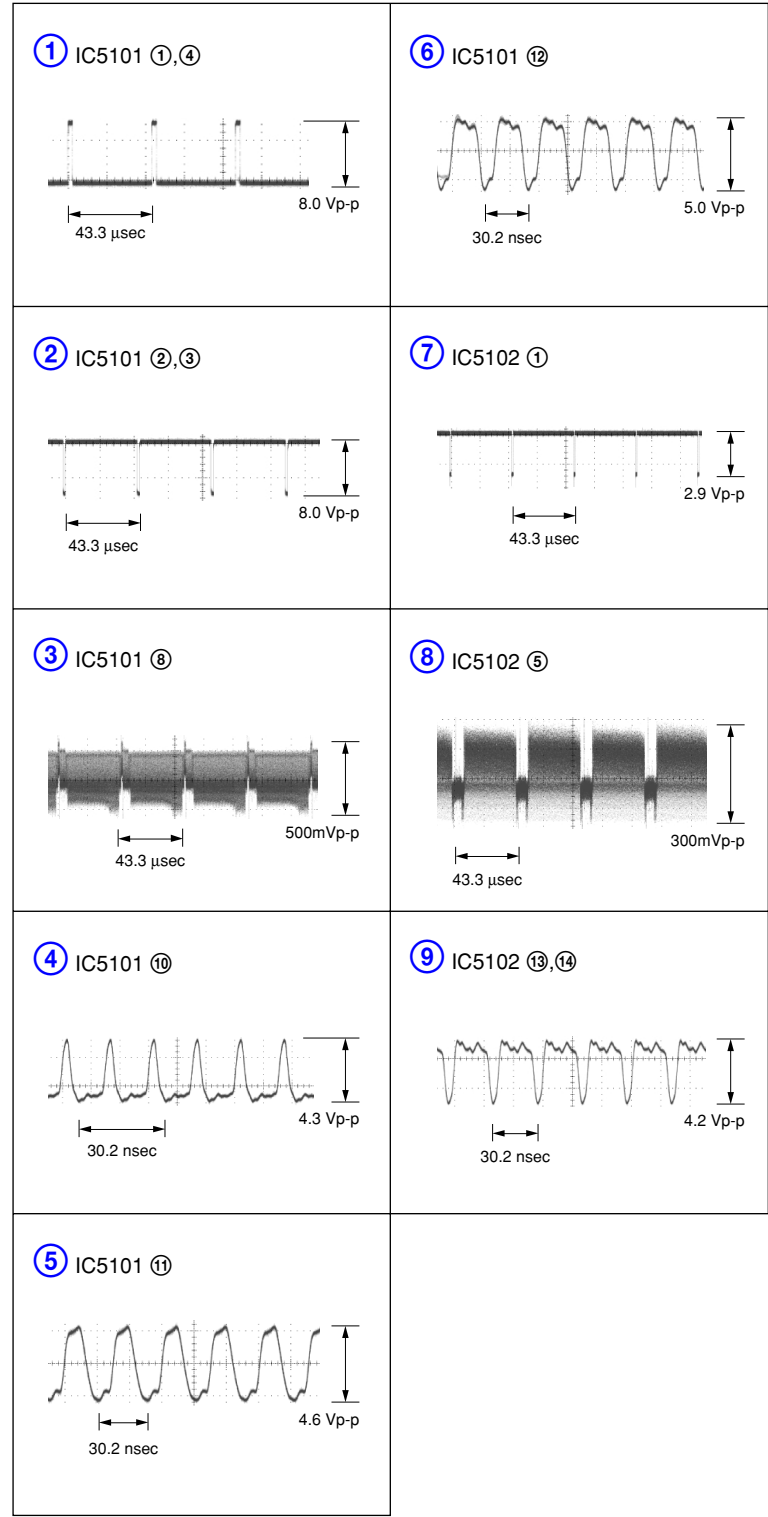 ① IC5101 ①,④
8.0 Vp-p
43.3 µsec
② IC5101 ②,③
8.0 Vp-p
43.3 µsec
③ IC5101 ⑧
500mVp-p
43.3 µsec
④ IC5101 ⑩
4.3 Vp-p
30.2 nsec
⑤ IC5101 ⑪
4.6 Vp-p
30.2 nsec
⑥ IC5101 ⑫
5.0 Vp-p
30.2 nsec
⑦ IC5102 ①
2.9 Vp-p
43.3 µsec
⑧ IC5102 ⑤
300mVp-p
43.3 µsec
⑨ IC5102 ⑬,⑭
4.2 Vp-p
30.2 nsec